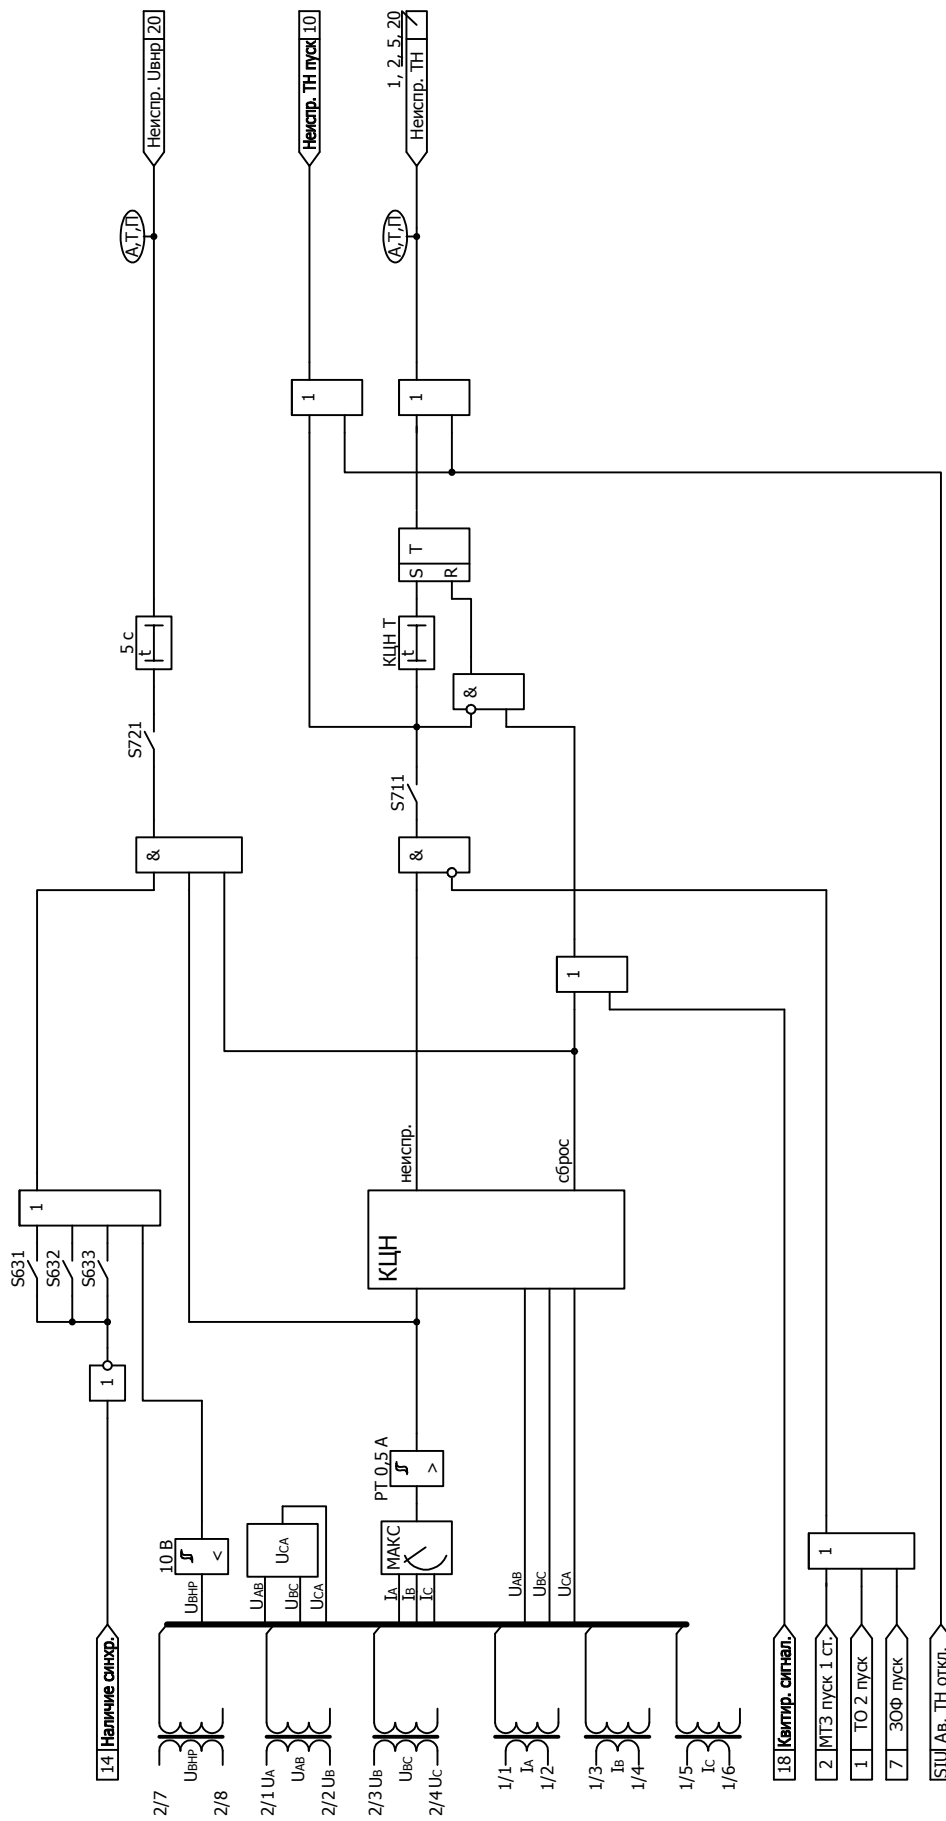 Неиспр. UВНР 20
Неиспр. ТН пуск 10
1, 2, 5, 20
Неиспр. ТН
А,Т,П
А,Т,П
1
1
Т
S
R
5 с
t
КЦН Т
t
&
S721
S711
&
&
1
неиспр.
сброс
1
S631
S632
S633
КЦН
1
РТ 0,5 А
>
10 В
<
UВНР
UCA
UAB
UBC
UCA
МАКС
IA
IB
IC
UAB
UBC
UCA
14 Наличие синхр.
2/7
UВНР
2/8
2/1 UA
UAB
2/2 UB
2/3 UB
UBC
2/4 UC
1/1
IA
1/2
1/3
IB
1/4
1/5
IC
1/6
18 Квитир. сигнал.
1
2 МТЗ пуск 1 ст.
1 ТО 2 пуск
7 ЗОФ пуск
SIU Ав. ТН откл.